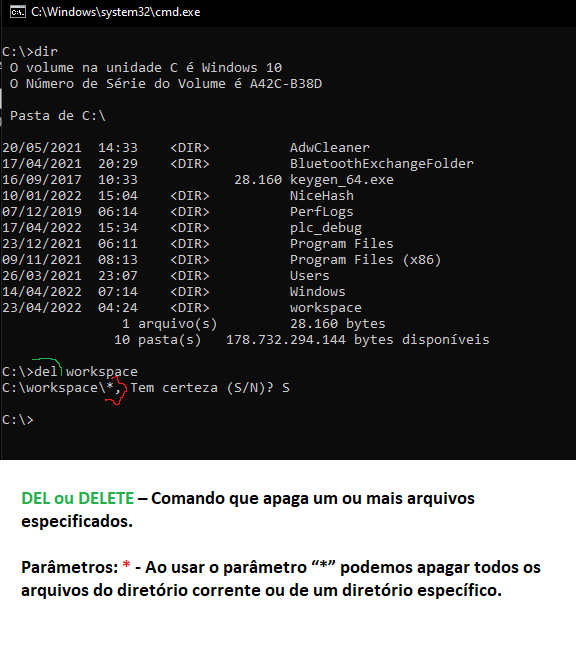 C:\Windows\system32\cmd.exe
C:\>dir
O volume na unidade C é Windows 10
O Número de Série do Volume é A42C-B38D
Pasta de C:\
20/05/2021  14:33    <DIR>          AdwCleaner
17/04/2021  20:29    <DIR>          BluetoothExchangeFolder
16/09/2017  10:33            28.160 keygen_64.exe
10/01/2022  15:04    <DIR>          NiceHash
07/12/2019  06:14    <DIR>          PerfLogs
17/04/2022  15:34    <DIR>          plc_debug
23/12/2021  06:11    <DIR>          Program Files
09/11/2021  08:13    <DIR>          Program Files (x86)
26/03/2021  23:07    <DIR>          Users
14/04/2022  07:14    <DIR>          Windows
23/04/2022  04:24    <DIR>          workspace
1 arquivo(s)         28.160 bytes
10 pasta(s)   178.732.294.144 bytes disponíveis
C:\>del workspace
C:\workspace\*, Tem certeza (S/N)? S
C:\>
DEL ou DELETE – Comando que apaga um ou mais arquivos
especificados.
Parâmetros: * - Ao usar o parâmetro “*” podemos apagar todos os
arquivos do diretório corrente ou de um diretório específico.